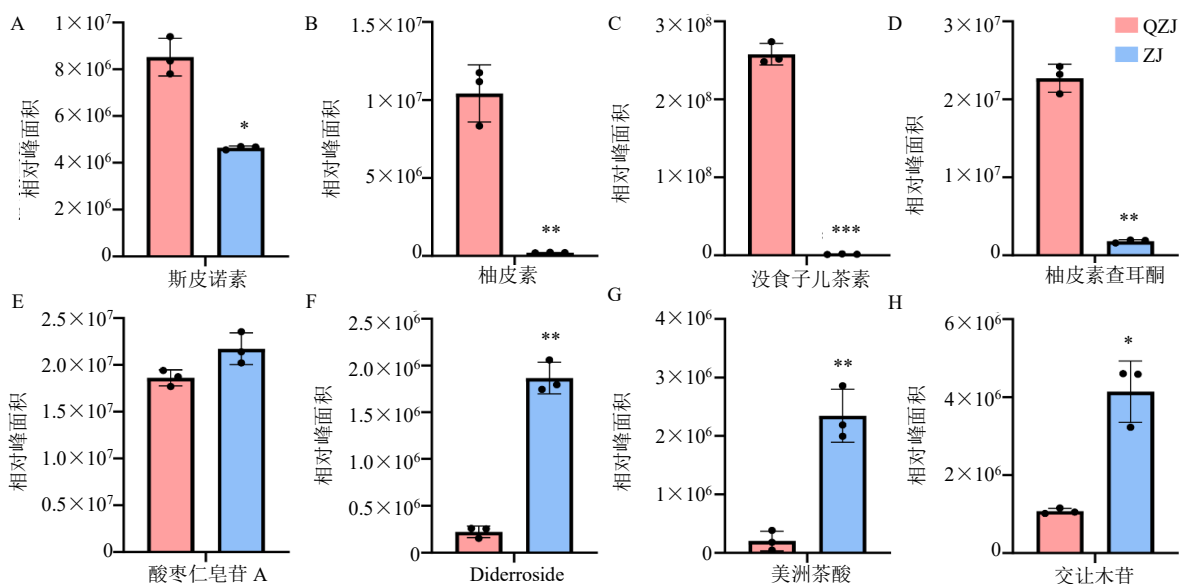 A
1×10⁷
8×10⁶
6×10⁶
4×10⁶
2×10⁶
0
相对峰面积
*
斯皮诺素
B
1.5×10⁷
1×10⁷
5×10⁶
0
相对峰面积
**
柚皮素
C
3×10⁸
2×10⁸
1×10⁸
0
相对峰面积
***
没食子儿茶素
D
3×10⁷
2×10⁷
1×10⁷
0
相对峰面积
**
柚皮素查耳酮
QZJ
ZJ
E
2.5×10⁷
2.0×10⁷
1.5×10⁷
1.0×10⁷
0.5×10⁷
0
相对峰面积
酸枣仁皂苷 A
F
2.5×10⁶
2.0×10⁶
1.5×10⁶
1.0×10⁶
0.5×10⁶
0
相对峰面积
**
Diderroside
G
4×10⁶
3×10⁶
2×10⁶
1×10⁶
0
相对峰面积
**
美洲茶酸
H
6×10⁶
4×10⁶
2×10⁶
0
相对峰面积
*
交让木苷